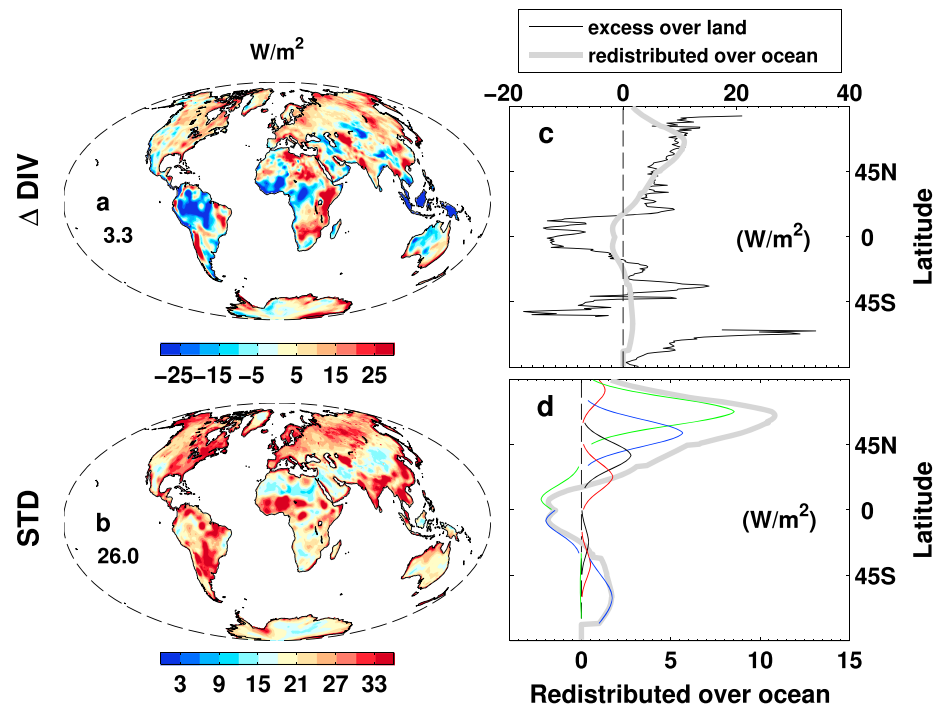 W/m²
Δ DIV
a
3.3
−25 −15 −5 5 15 25
STD
b
26.0
3 9 15 21 27 33
excess over land
redistributed over ocean
−20 0 20 40
c
45N
0
45S
(W/m²)
Latitude
d
45N
0
45S
(W/m²)
Latitude
0 5 10 15
Redistributed over ocean